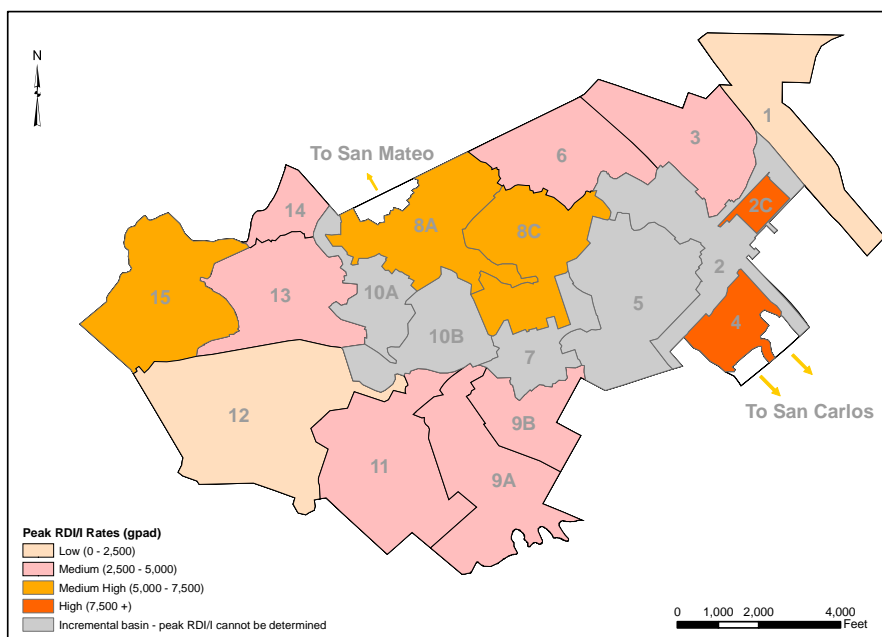 N
1
To San Mateo
6
3
2C
14
8A
8C
2
15
13
10A
5
4
10B
7
To San Carlos
12
9B
11
9A
Peak RDI/I Rates (gpad)
Low (0 - 2,500)
Medium (2,500 - 5,000)
Medium High (5,000 - 7,500)
High (7,500 +)
Incremental basin - peak RDI/I cannot be determined
0 1,000 2,000 4,000
Feet